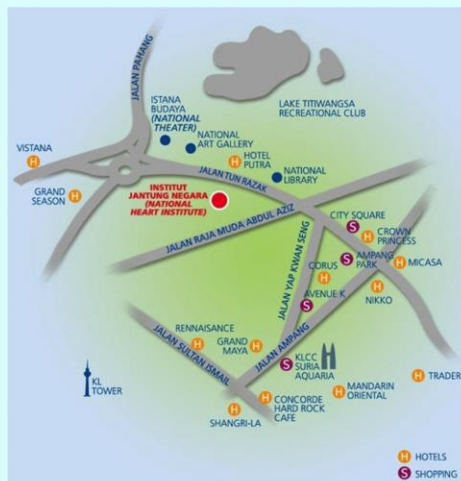 JALAN PAHANG
ISTANA
BUDAYA
(NATIONAL
THEATER)
LAKE TITIWANGSA
RECREATIONAL CLUB
NATIONAL
ART GALLERY
VISTANA
H
H
HOTEL
PUTRA
JALAN TUN RAZAK
NATIONAL
LIBRARY
GRAND
SEASON
H
INSTITUT
JANTUNG NEGARA
(NATIONAL
HEART INSTITUTE)
JALAN RAJA MUDA ABDUL AZIZ
CITY SQUARE
S
H
CROWN
PRINCESS
JALAN YAP KWAN SENG
S
AMPANG
PARK
H
MICASA
CORUS
H
H
NIKKO
AVENUE K
S
RENNAISANCE
H
GRAND
MAYA
H
JALAN SULTAN ISMAIL
JALAN AMPANG
S
KLCC
SURIA
AQUARIA
KL
TOWER
H
TRADER
H
MANDARIN
ORIENTAL
H
CONCORDE
HARD ROCK
CAFE
H
SHANGRI-LA
H HOTELS
S SHOPPING